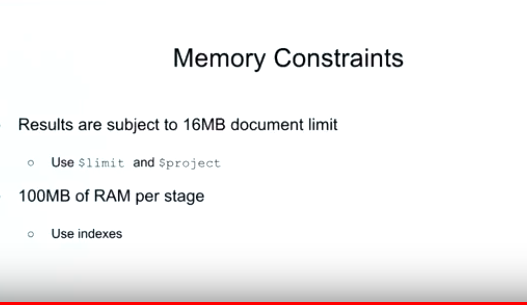 Memory Constraints
Results are subject to 16MB document limit
Use $limit and $project
100MB of RAM per stage
Use indexes